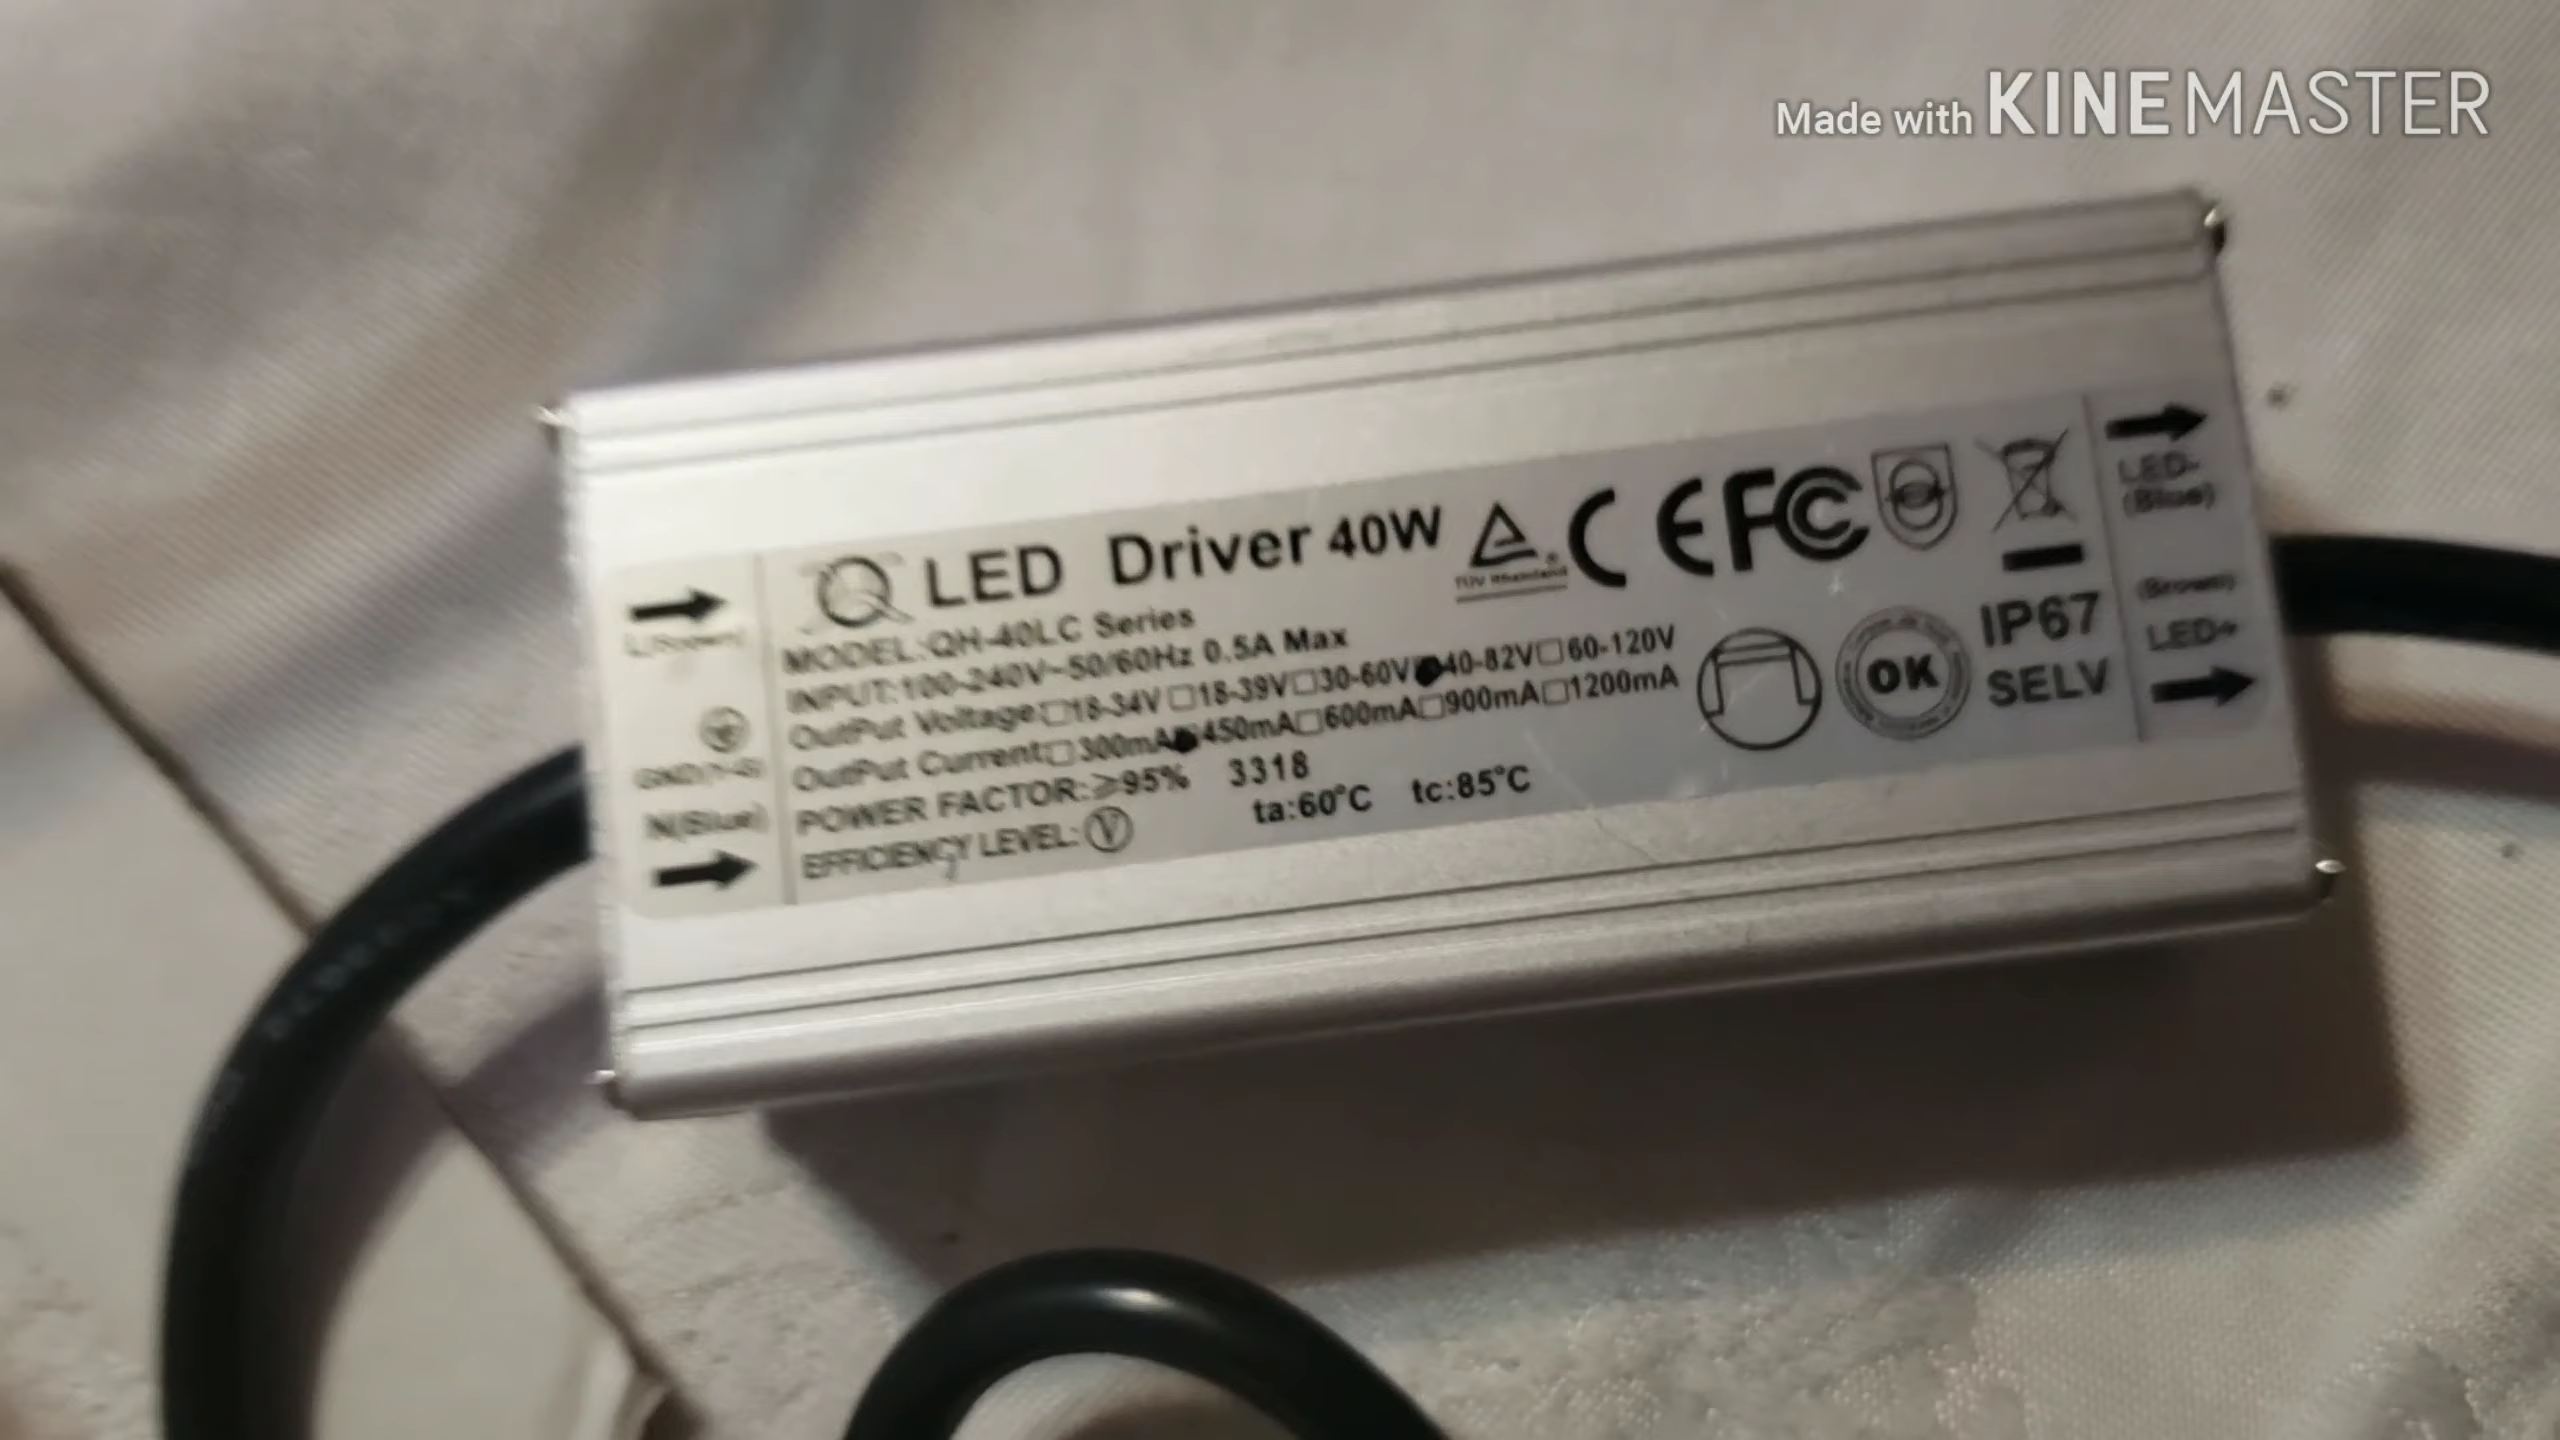 Made with KINEMASTER
LED Driver 40W
TÜV Rheinland
CE FC
MODEL:QH-40LC Series
INPUT:100-240V~50/60Hz 0.5A Max
OutPut Voltage:□18-34V □18-39V□30-60V●40-82V□60-120V
OutPut Current:□300mA●450mA□600mA□900mA□1200mA
POWER FACTOR:≥95% 3318
EFFICIENCY LEVEL:Ⓥ ta:60°C tc:85°C
N(Blue)
OK
IP67
SELV
LED-
(Blue)
(Brown)
LED+